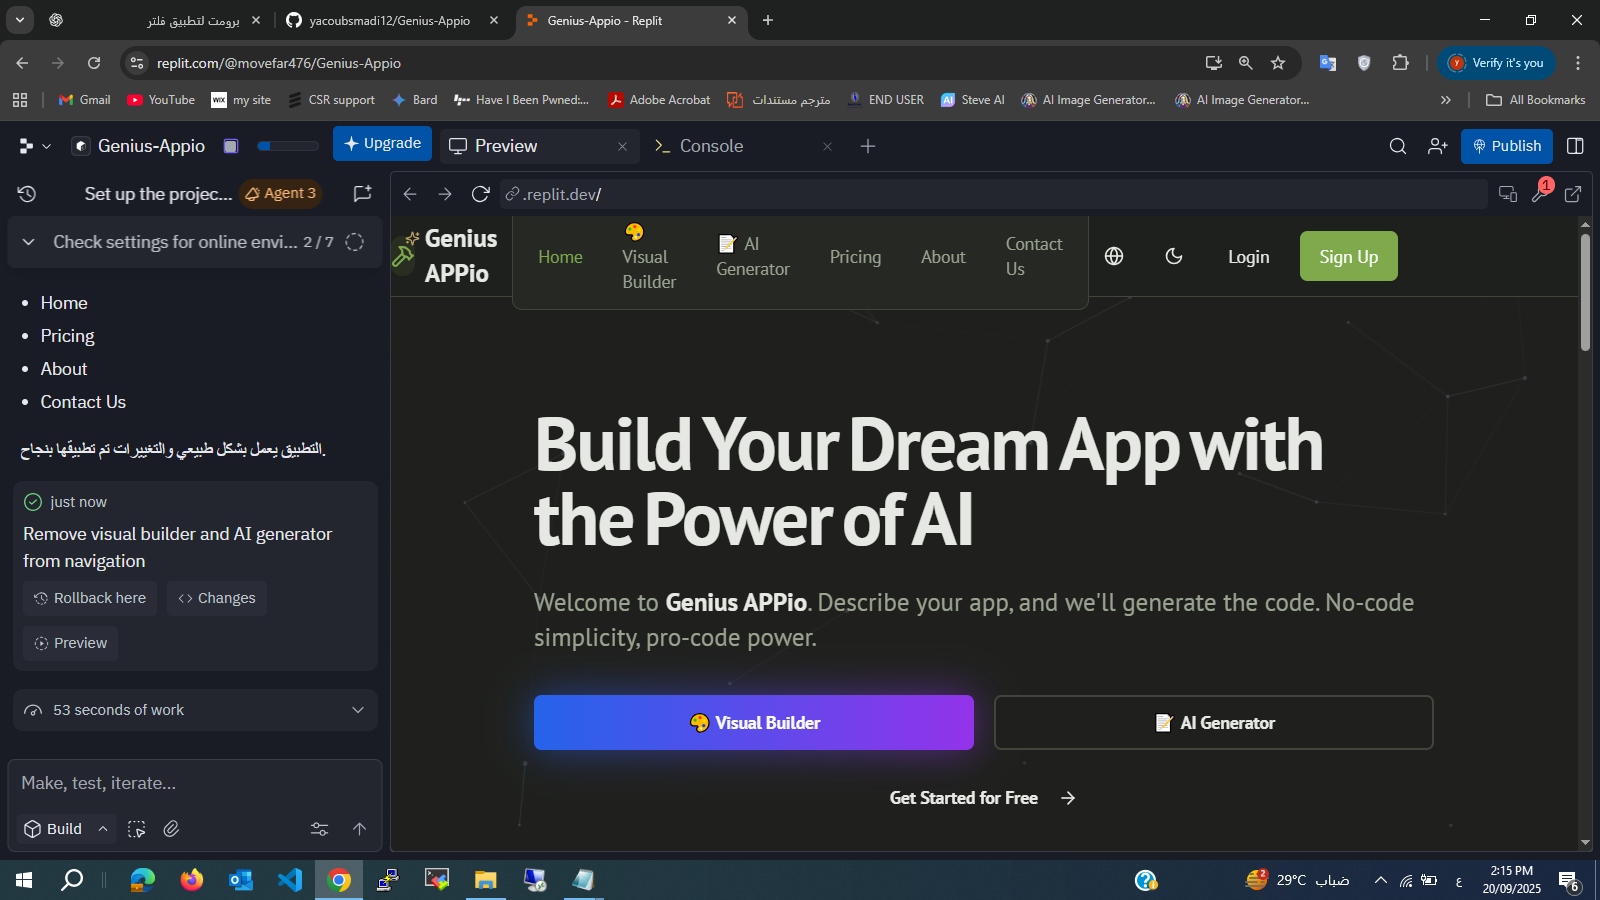 برومت لتطبيق فلتر
yacoubsmadi12/Genius-Appio
Genius-Appio - Replit
replit.com/@movefar476/Genius-Appio
Verify it's you
Gmail
YouTube
WiX my site
CSR support
Bard
Have I Been Pwned:...
Adobe Acrobat
مترجم مستندات
END USER
AI Steve AI
AI Image Generator...
AI Image Generator...
All Bookmarks
Genius-Appio
Upgrade
Preview
Console
Publish
Set up the projec...
Agent 3
.replit.dev/
1
Check settings for online envi... 2 / 7
Home
Pricing
About
Contact Us
التطبيق يعمل بشكل طبيعي والتغييرات تم تطبيقها بنجاح.
just now
Remove visual builder and AI generator
from navigation
Rollback here
Changes
Preview
53 seconds of work
Make, test, iterate...
Build
Genius
APPio
Home
Visual
Builder
AI
Generator
Pricing
About
Contact
Us
Login
Sign Up
Build Your Dream App with
the Power of AI
Welcome to Genius APPio. Describe your app, and we'll generate the code. No-code
simplicity, pro-code power.
Visual Builder
AI Generator
Get Started for Free
2
29°C ضباب
ع
2:15 PM
20/09/2025
6